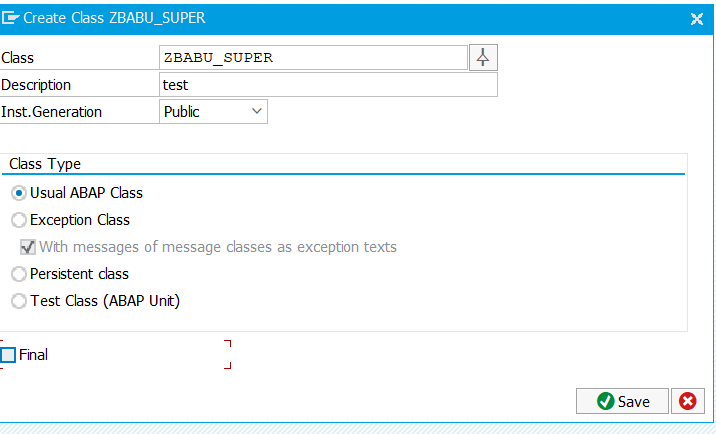 Create Class ZBABU_SUPER
Class ZBABU_SUPER
Description test
Inst.Generation Public
Class Type
Usual ABAP Class
Exception Class
With messages of message classes as exception texts
Persistent class
Test Class (ABAP Unit)
Final
Save